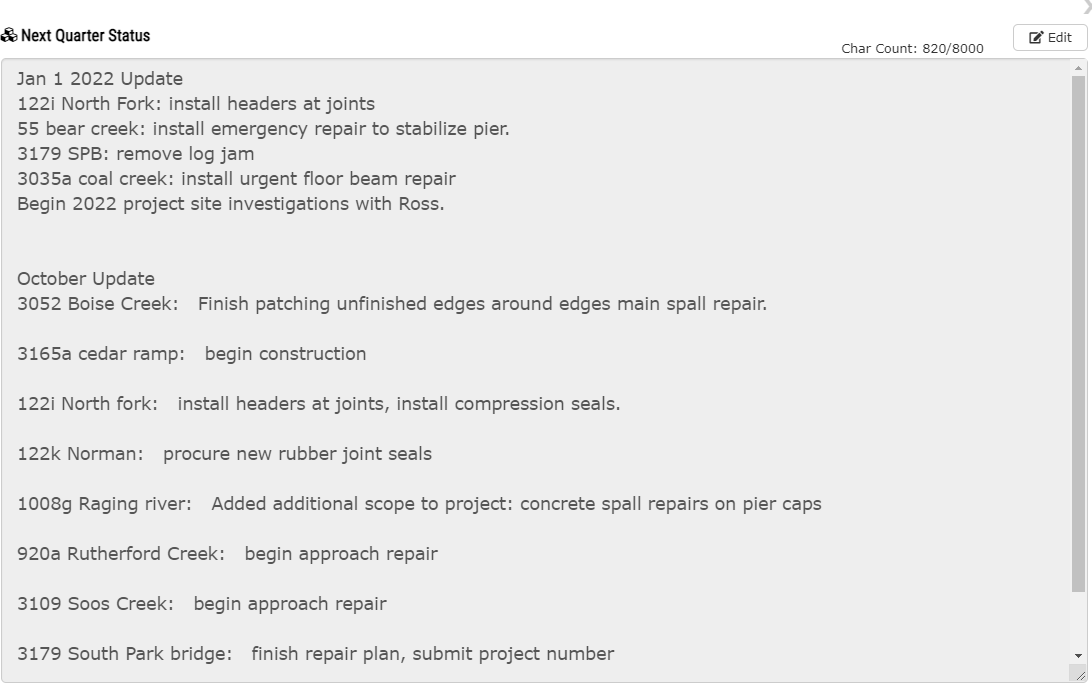 Next Quarter Status
Char Count: 820/8000
Edit
Jan 1 2022 Update
122i North Fork: install headers at joints
55 bear creek: install emergency repair to stabilize pier.
3179 SPB: remove log jam
3035a coal creek: install urgent floor beam repair
Begin 2022 project site investigations with Ross.
October Update
3052 Boise Creek: Finish patching unfinished edges around edges main spall repair.
3165a cedar ramp: begin construction
122i North fork: install headers at joints, install compression seals.
122k Norman: procure new rubber joint seals
1008g Raging river: Added additional scope to project: concrete spall repairs on pier caps
920a Rutherford Creek: begin approach repair
3109 Soos Creek: begin approach repair
3179 South Park bridge: finish repair plan, submit project number